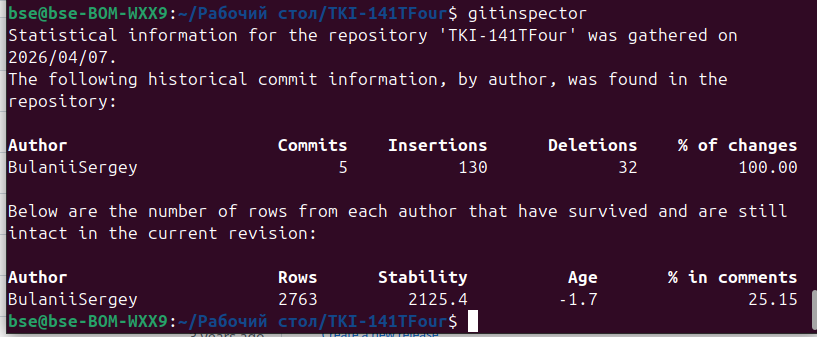 bse@bse-BOM-WXX9:~/Рабочий стол/TKI-141TFour$ gitinspector
Statistical information for the repository 'TKI-141TFour' was gathered on
2026/04/07.
The following historical commit information, by author, was found in the
repository:
Author Commits Insertions Deletions % of changes
BulaniiSergey 5 130 32 100.00
Below are the number of rows from each author that have survived and are still
intact in the current revision:
Author Rows Stability Age % in comments
BulaniiSergey 2763 2125.4 -1.7 25.15
bse@bse-BOM-WXX9:~/Рабочий стол/TKI-141TFour$